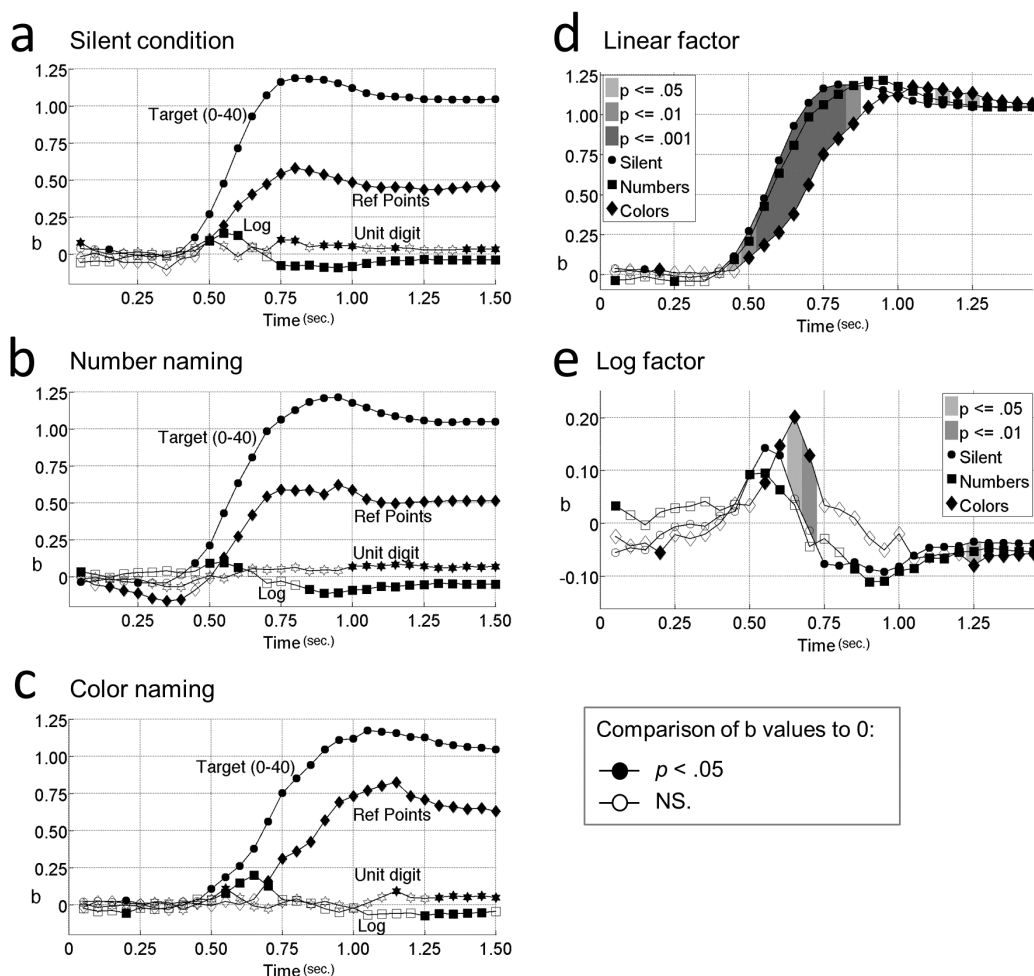 a Silent condition
1.25
1.00
0.75
0.50
0.25
b
0
Target (0-40)
Ref Points
Log
Unit digit
0.25 0.50 0.75 1.00 1.25 1.50
Time (sec.)
b Number naming
1.25
1.00
0.75
0.50
0.25
b
0
Target (0-40)
Ref Points
Unit digit
Log
0.25 0.50 0.75 1.00 1.25 1.50
Time (sec.)
c Color naming
1.25
1.00
0.75
0.50
0.25
b
0
Target (0-40)
Ref Points
Unit digit
Log
0 0.25 0.50 0.75 1.00 1.25 1.50
Time (sec.)
d Linear factor
1.25
1.00
0.75
0.50
0.25
b
0
p <= .05
p <= .01
p <= .001
Silent
Numbers
Colors
0 0.25 0.50 0.75 1.00 1.25
Time (sec.)
e Log factor
0.20
0.10
b
0
-0.10
p <= .05
p <= .01
Silent
Numbers
Colors
0 0.25 0.50 0.75 1.00 1.25
Time (sec.)
Comparison of b values to 0:
p < .05
NS.